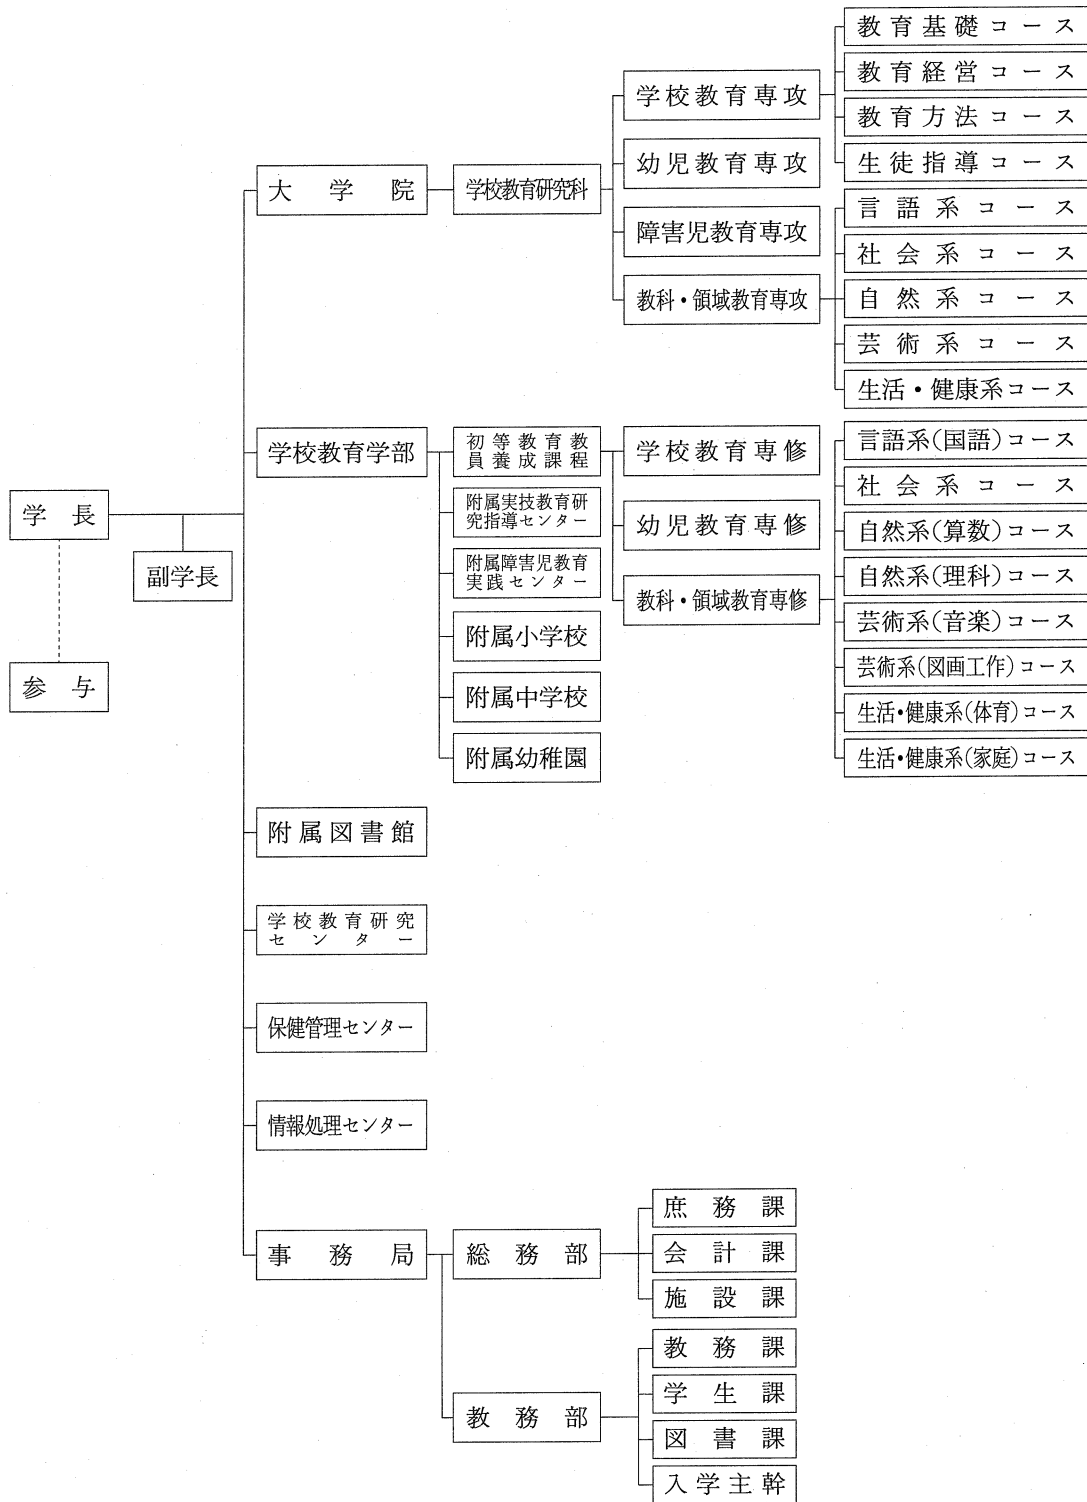 学長
副学長
参与
大学院
学校教育研究科
学校教育専攻
教育基礎コース
教育経営コース
教育方法コース
生徒指導コース
幼児教育専攻
障害児教育専攻
教科・領域教育専攻
言語系コース
社会系コース
自然系コース
芸術系コース
生活・健康系コース
学校教育学部
初等教育教
員養成課程
学校教育専修
幼児教育専修
教科・領域教育専修
言語系(国語)コース
社会系コース
自然系(算数)コース
自然系(理科)コース
芸術系(音楽)コース
芸術系(図画工作)コース
生活・健康系(体育)コース
生活・健康系(家庭)コース
附属実技教育研
究指導センター
附属障害児教育
実践センター
附属小学校
附属中学校
附属幼稚園
附属図書館
学校教育研究
センター
保健管理センター
情報処理センター
事務局
総務部
庶務課
会計課
施設課
教務部
教務課
学生課
図書課
入学主幹